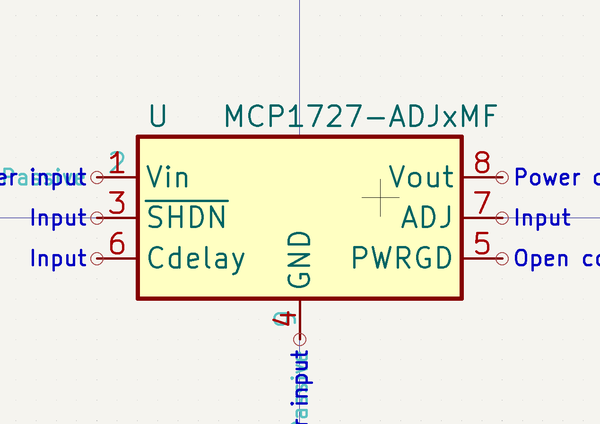 U MCP1727-ADJxMF
er input 1 Vin Vout 8 Power o
Input 3 SHDN ADJ 7 Input
Input 6 Cdelay GND PWRGD 5 Open co
4
r input